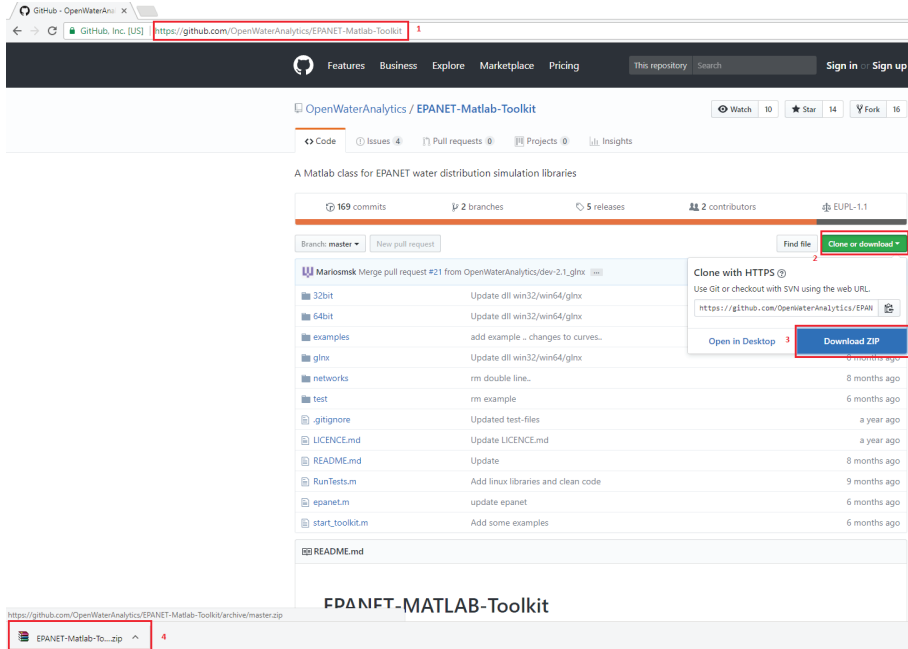 GitHub - OpenWaterAna
GitHub, Inc. [US] https://github.com/OpenWaterAnalytics/EPANET-Matlab-Toolkit 1
Features Business Explore Marketplace Pricing This repository Search Sign in or Sign up
OpenWaterAnalytics / EPANET-Matlab-Toolkit Watch 10 Star 14 Fork 16
Code Issues 4 Pull requests 0 Projects 0 Insights
A Matlab class for EPANET water distribution simulation libraries
169 commits 2 branches 5 releases 2 contributors EUPL-1.1
Branch: master New pull request Find file Clone or download
2
Mariosmsk Merge pull request #21 from OpenWaterAnalytics/dev-2.1_glnx ...
Clone with HTTPS
Use Git or checkout with SVN using the web URL.
https://github.com/OpenWaterAnalytics/EPAN
Open in Desktop 3 Download ZIP
32bit Update dll win32/win64/glnx
64bit Update dll win32/win64/glnx
examples add example .. changes to curves..
glnx Update dll win32/win64/glnx 8 months ago
networks rm double line.. 8 months ago
test rm example 6 months ago
.gitignore Updated test-files a year ago
LICENCE.md Update LICENCE.md a year ago
README.md Update 8 months ago
RunTests.m Add linux libraries and clean code 9 months ago
epanet.m update epanet 6 months ago
start_toolkit.m Add some examples 6 months ago
README.md
EPANET-MATLAB-Toolkit
https://github.com/OpenWaterAnalytics/EPANET-Matlab-Toolkit/archive/master.zip
EPANET-Matlab-To....zip 4